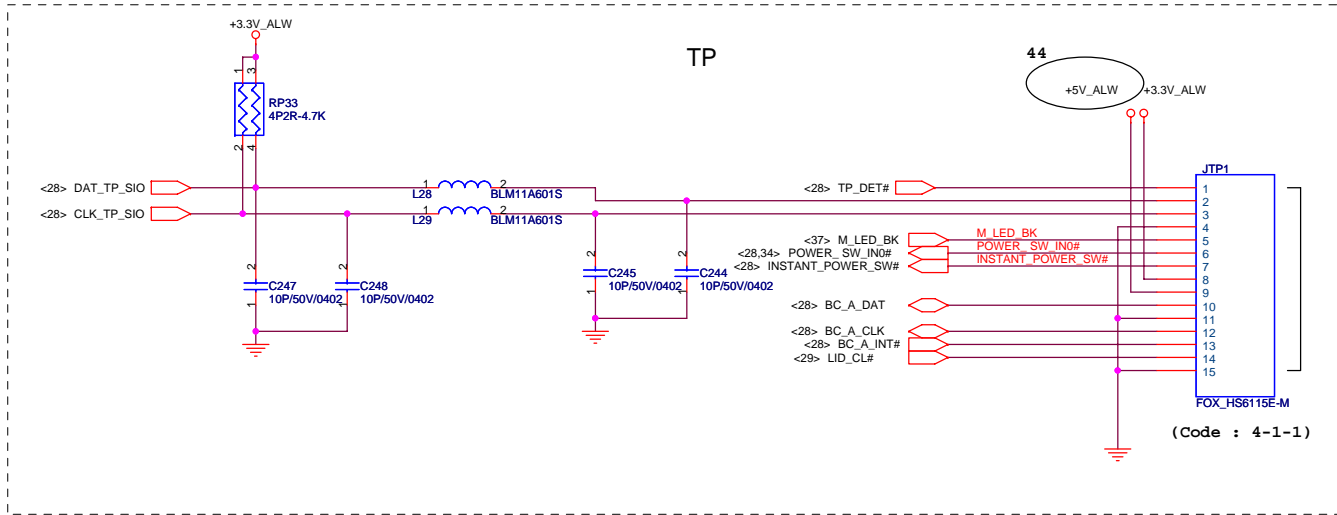 +3.3V_ALW
TP
44
+5V_ALW
+3.3V_ALW
1
3
RP33
4P2R-4.7K
2
4
JTP1
<28> DAT_TP_SIO
1
L28
2
BLM11A601S
<28> TP_DET#
1
2
<28> CLK_TP_SIO
1
L29
2
BLM11A601S
3
4
<37> M_LED_BK
M_LED_BK
5
<28,34> POWER_ SW_IN0#
POWER_SW_IN0#
6
<28> INSTANT_POWER_SW#
INSTANT_POWER_SW#
7
8
9
2
C247
10P/50V/0402
1
2
C248
10P/50V/0402
1
2
C245
10P/50V/0402
1
2
C244
10P/50V/0402
1
<28> BC_A_DAT
10
11
<28> BC_A_CLK
12
<28> BC_A_INT#
13
<29> LID_CL#
14
15
FOX_HS6115E-M
(Code : 4-1-1)